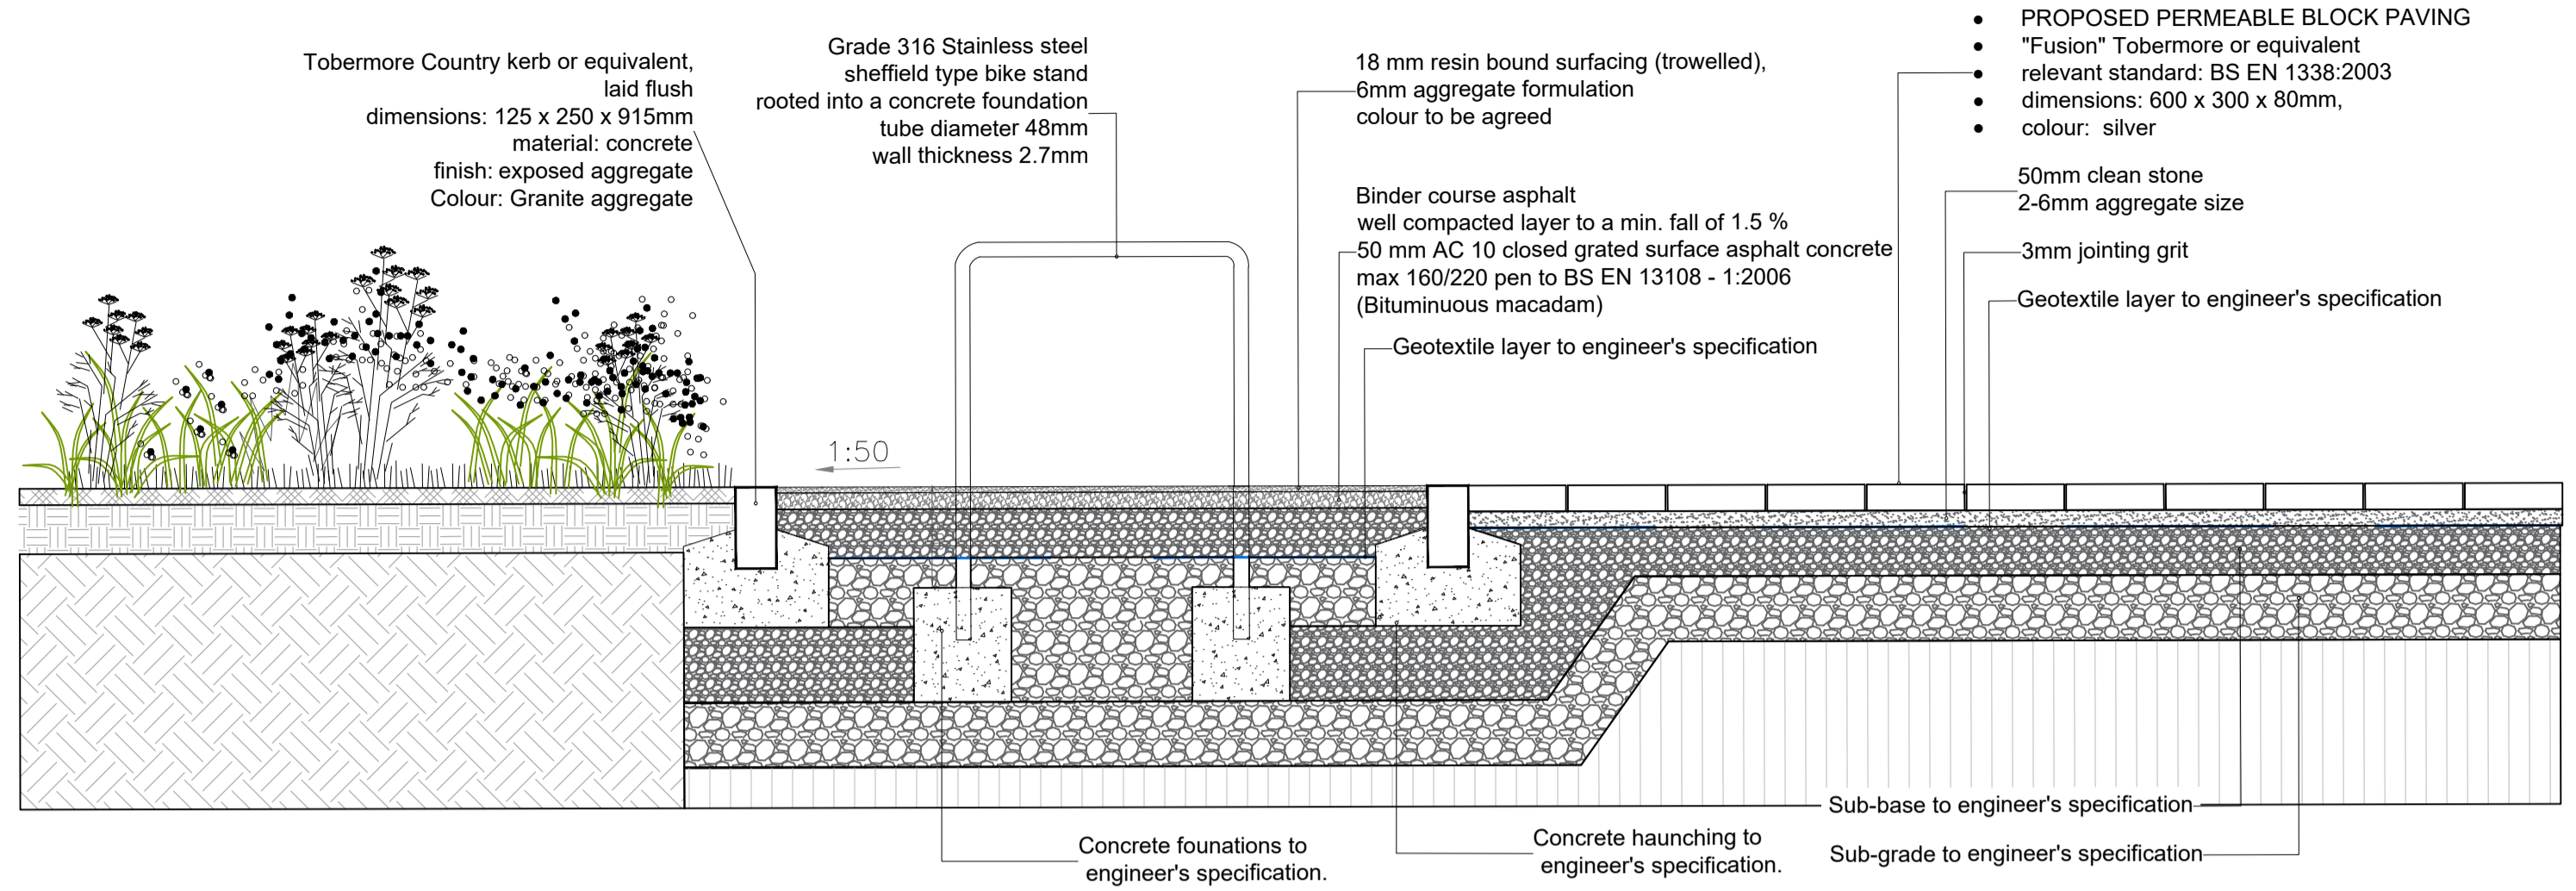 Tobermore Country kerb or equivalent,
laid flush
dimensions: 125 x 250 x 915mm
material: concrete
finish: exposed aggregate
Colour: Granite aggregate
Grade 316 Stainless steel
sheffield type bike stand
rooted into a concrete foundation
tube diameter 48mm
wall thickness 2.7mm
18 mm resin bound surfacing (trowelled),
6mm aggregate formulation
colour to be agreed
Binder course asphalt
well compacted layer to a min. fall of 1.5 %
50 mm AC 10 closed grated surface asphalt concrete
max 160/220 pen to BS EN 13108 - 1:2006
(Bituminuous macadam)
Geotextile layer to engineer's specification
• PROPOSED PERMEABLE BLOCK PAVING
• "Fusion" Tobermore or equivalent
• relevant standard: BS EN 1338:2003
• dimensions: 600 x 300 x 80mm,
• colour: silver
50mm clean stone
2-6mm aggregate size
3mm jointing grit
Geotextile layer to engineer's specification
1:50
Concrete founations to
engineer's specification.
Concrete haunching to
engineer's specification.
Sub-base to engineer's specification
Sub-grade to engineer's specification